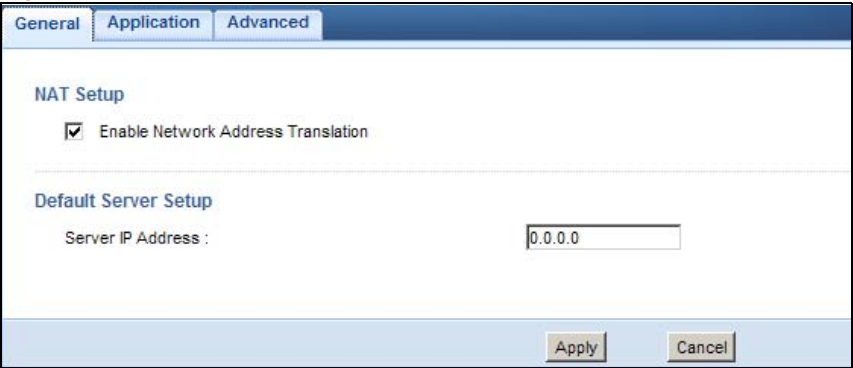 General Application Advanced
NAT Setup
Enable Network Address Translation
Default Server Setup
Server IP Address : 0.0.0.0
Apply Cancel